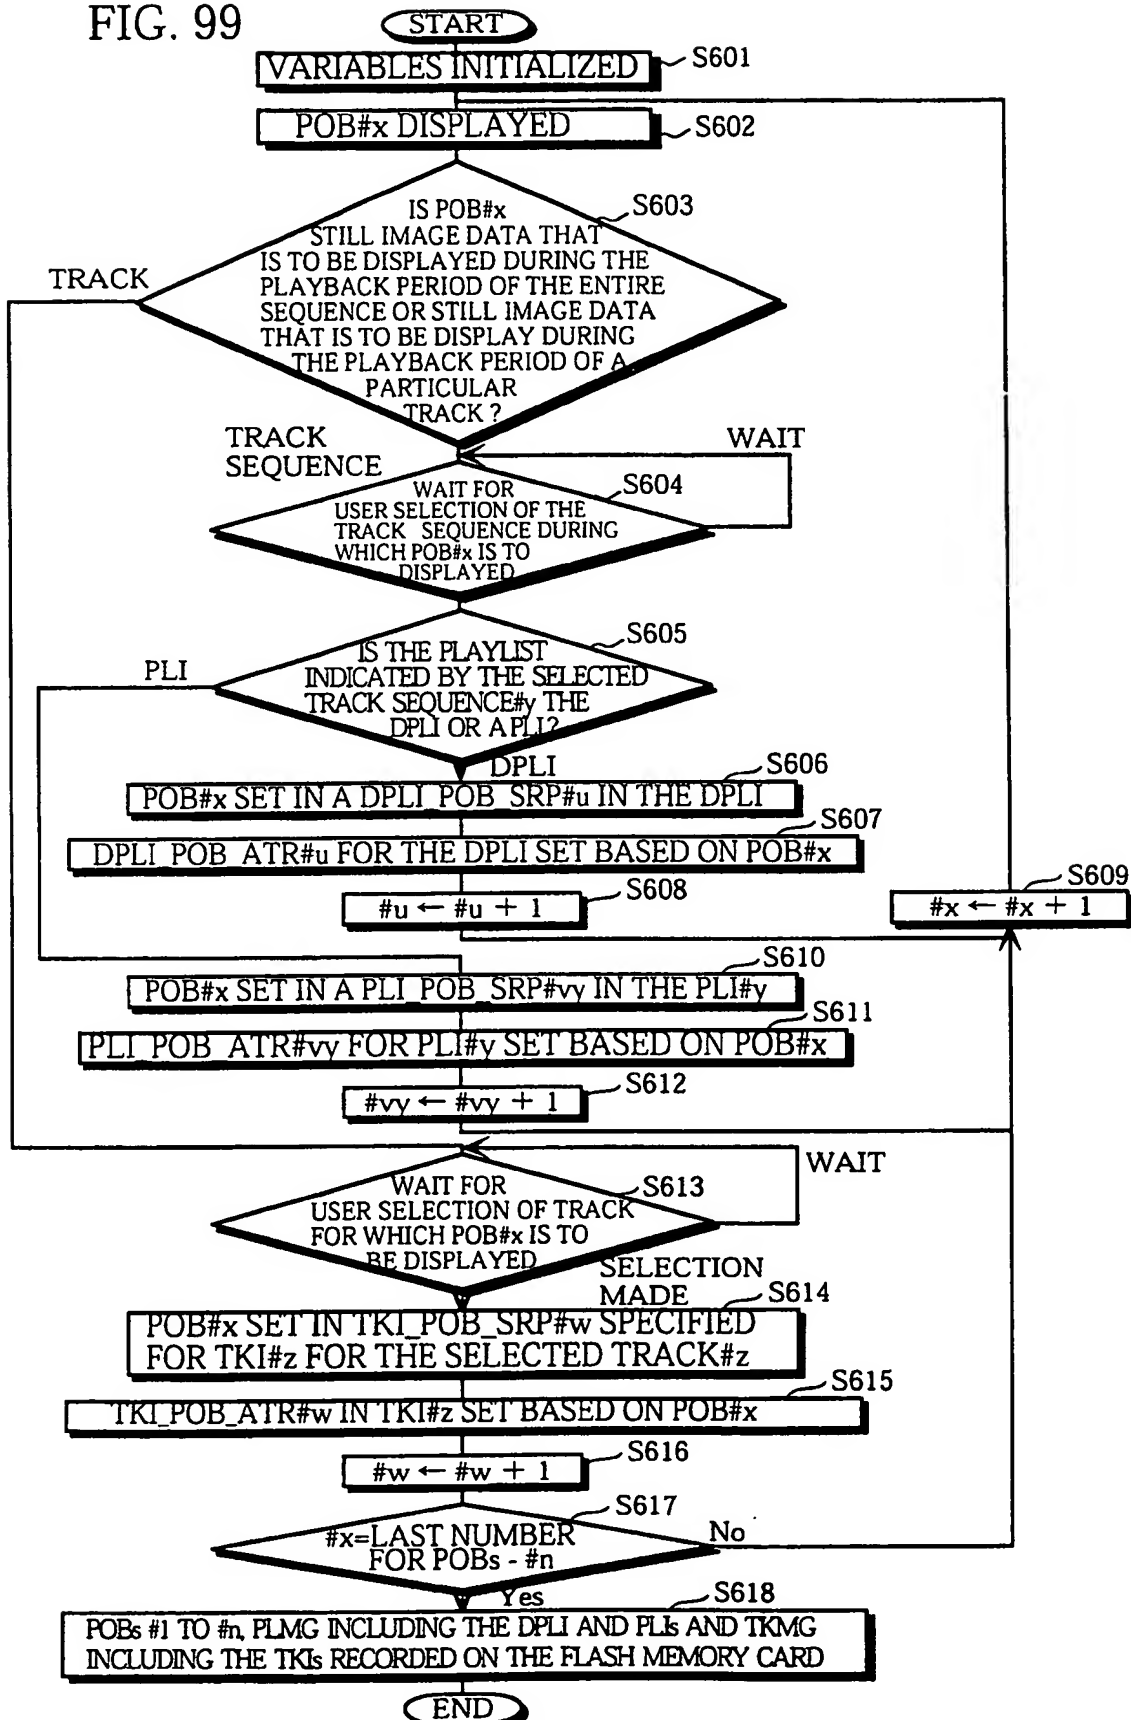 FIG. 99
START
VARIABLES INITIALIZED
S601
POB#x DISPLAYED
S602
IS POB#x
STILL IMAGE DATA THAT
IS TO BE DISPLAYED DURING THE
PLAYBACK PERIOD OF THE ENTIRE
SEQUENCE OR STILL IMAGE DATA
THAT IS TO BE DISPLAY DURING
THE PLAYBACK PERIOD OF A
PARTICULAR
TRACK ?
S603
TRACK
TRACK
SEQUENCE
WAIT
WAIT FOR
USER SELECTION OF THE
TRACK SEQUENCE DURING
WHICH POB#x IS TO
DISPLAYED
S604
IS THE PLAYLIST
INDICATED BY THE SELECTED
TRACK SEQUENCE#y THE
DPLI OR A PLI?
S605
PLI
DPLI
POB#x SET IN A DPLI_POB_SRP#u IN THE DPLI
S606
DPLI_POB_ATR#u FOR THE DPLI SET BASED ON POB#x
S607
#u ← #u + 1
S608
#x ← #x + 1
S609
POB#x SET IN A PLI_POB_SRP#vy IN THE PLI#y
S610
PLI_POB_ATR#vy FOR PLI#y SET BASED ON POB#x
S611
#vy ← #vy + 1
S612
WAIT
WAIT FOR
USER SELECTION OF TRACK
FOR WHICH POB#x IS TO
BE DISPLAYED
S613
SELECTION
MADE
S614
POB#x SET IN TKI_POB_SRP#w SPECIFIED
FOR TKI#z FOR THE SELECTED TRACK#z
S615
TKI_POB_ATR#w IN TKI#z SET BASED ON POB#x
#w ← #w + 1
S616
#x=LAST NUMBER
FOR POBs - #n
S617
No
Yes
S618
POBs #1 TO #n, PLMG INCLUDING THE DPLI AND PLIs AND TKMG
INCLUDING THE TKIs RECORDED ON THE FLASH MEMORY CARD
END